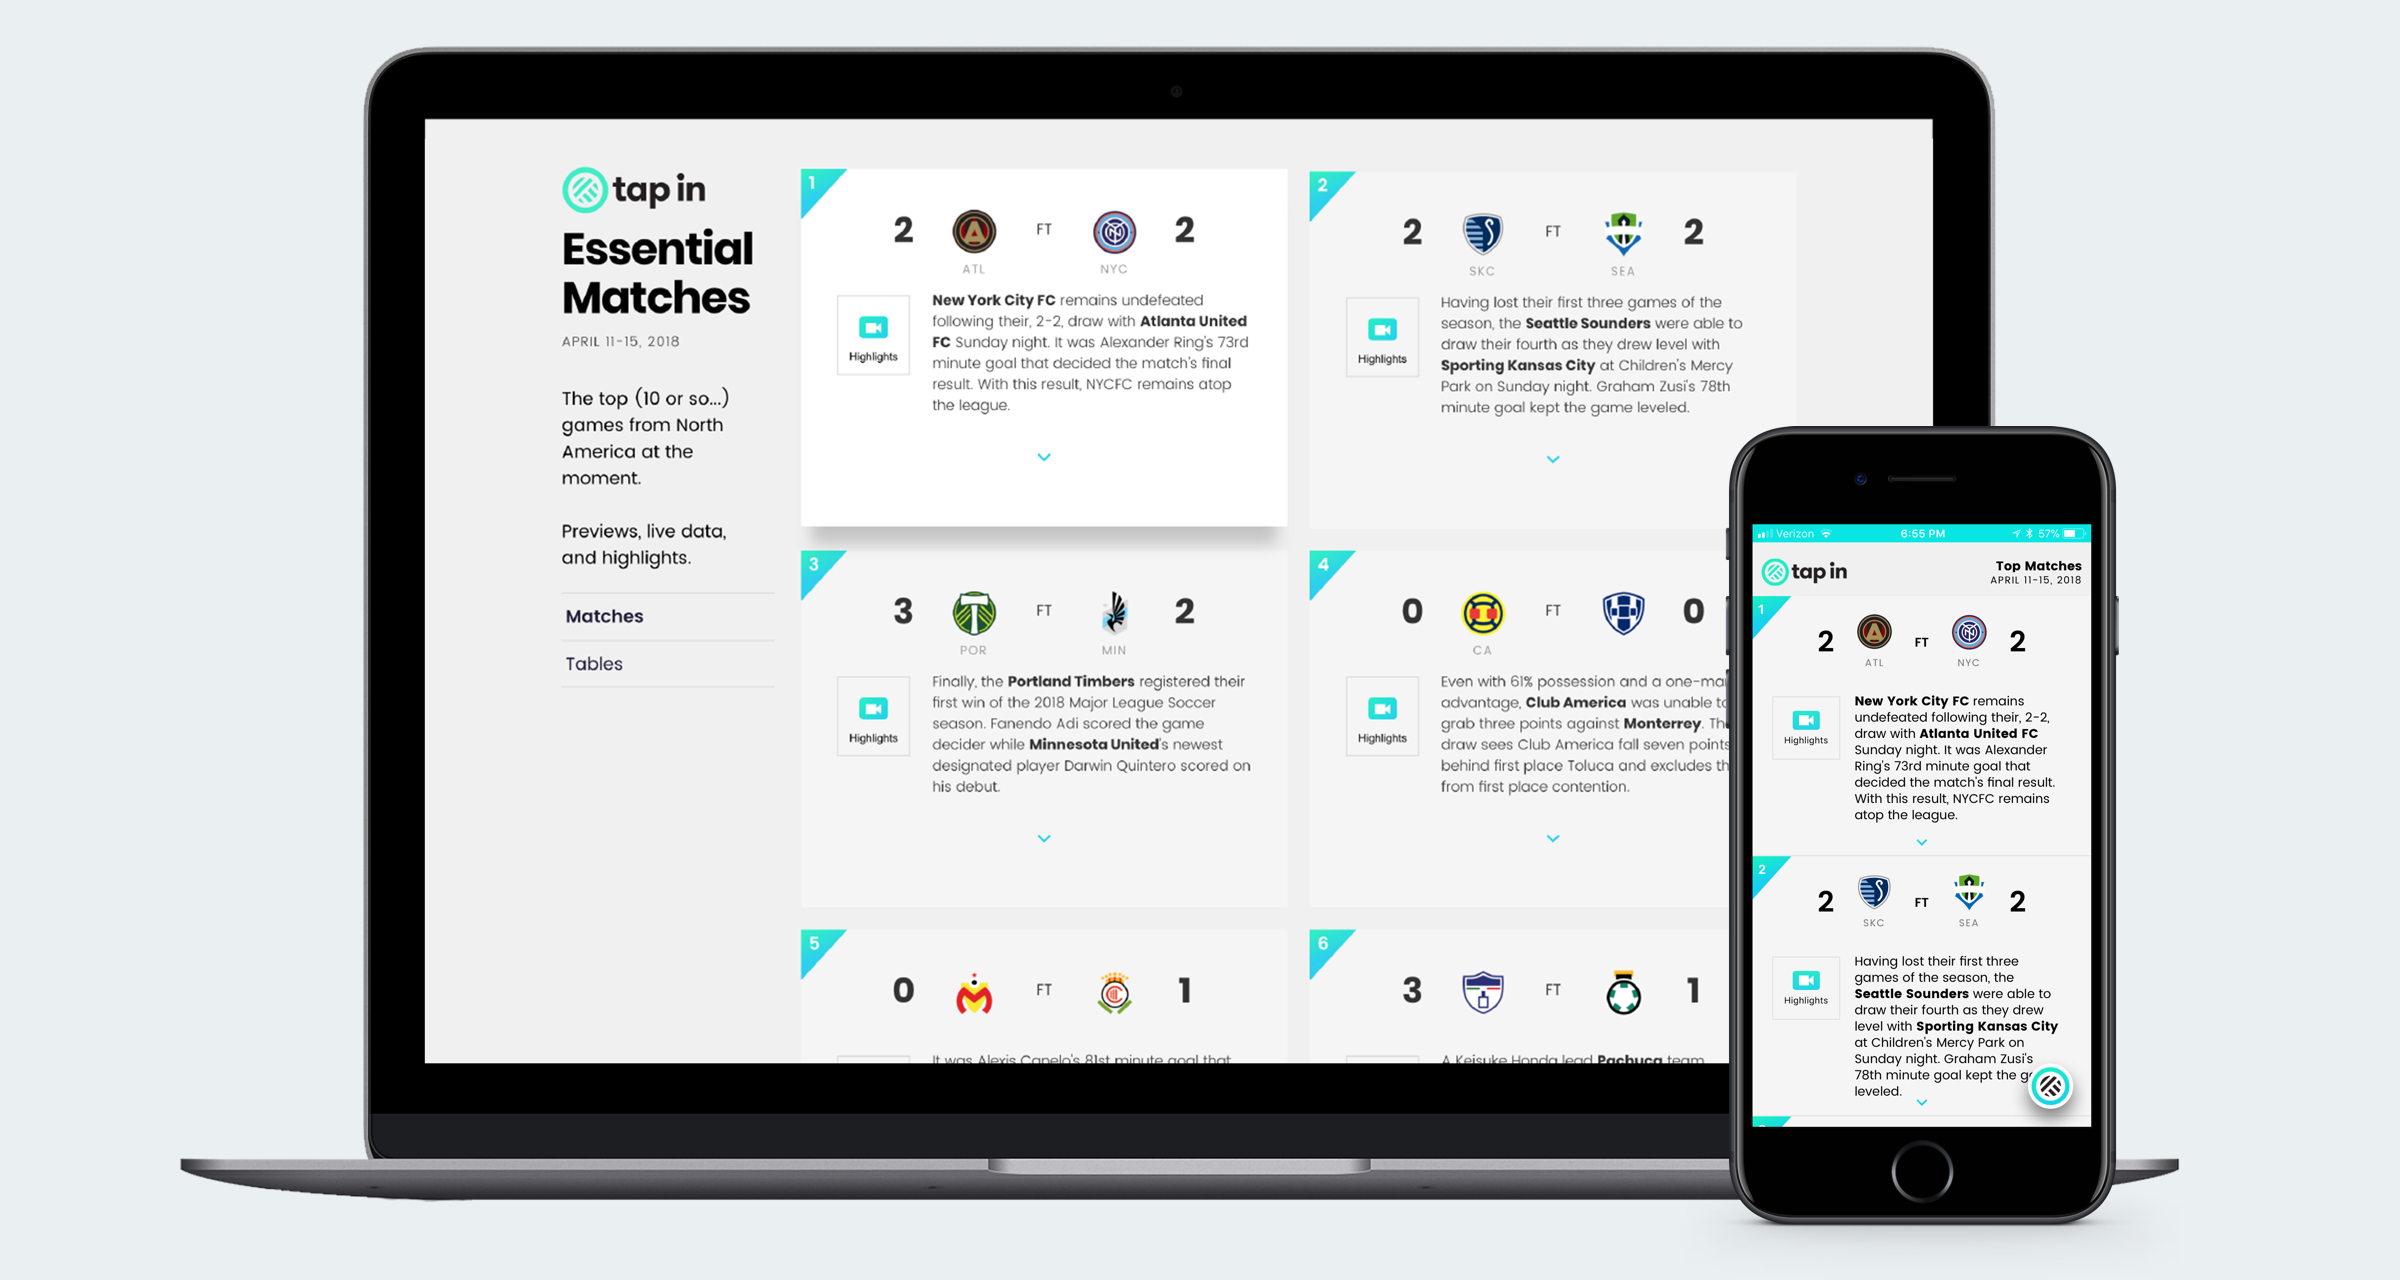 tap in
Essential
Matches
APRIL 11-15, 2018
The top (10 or so...)
games from North
America at the
moment.
Previews, live data,
and highlights.
Matches
Tables
1
2 FT 2
ATL NYC
Highlights
New York City FC remains undefeated
following their, 2-2, draw with Atlanta United
FC Sunday night. It was Alexander Ring's 73rd
minute goal that decided the match's final
result. With this result, NYCFC remains atop
the league.
2
2 FT 2
SKC SEA
Highlights
Having lost their first three games of the
season, the Seattle Sounders were able to
draw their fourth as they drew level with
Sporting Kansas City at Children's Mercy
Park on Sunday night. Graham Zusi's 78th
minute goal kept the game leveled.
3
3 FT 2
POR MIN
Highlights
Finally, the Portland Timbers registered their
first win of the 2018 Major League Soccer
season. Fanendo Adi scored the game
decider while Minnesota United's newest
designated player Darwin Quintero scored on
his debut.
4
0 FT 0
CA
Highlights
Even with 61% possession and a
advantage, Club America was unable
grab three points against Monterrey.
draw sees Club America fall seven points
behind first place Toluca and excludes
from first place contention.
5
0 FT 1
It was Alexis Canelo's 81st minute goal that
6
3 FT 1
A Keisuke Honda lead Pachuca team
Verizon 6:55 PM 57%
tap in
Top Matches
APRIL 11-15, 2018
1
2 FT 2
ATL NYC
Highlights
New York City FC remains
undefeated following their, 2-2,
draw with Atlanta United FC
Sunday night. It was Alexander
Ring's 73rd minute goal that
decided the match's final result.
With this result, NYCFC remains
atop the league.
2
2 FT 2
SKC SEA
Highlights
Having lost their first three
games of the season, the
Seattle Sounders were able to
draw their fourth as they drew
level with Sporting Kansas City
at Children's Mercy Park on
Sunday night. Graham Zusi's
78th minute goal kept the
leveled.